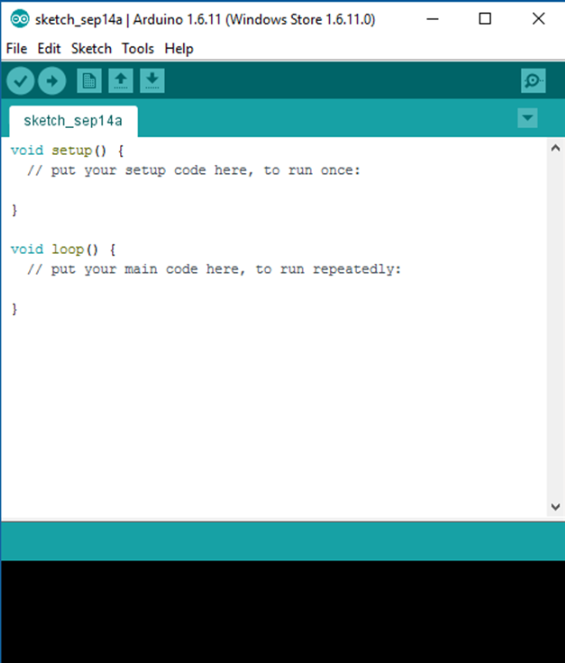 sketch_sep14a | Arduino 1.6.11 (Windows Store 1.6.11.0)
File Edit Sketch Tools Help
sketch_sep14a
void setup() {
  // put your setup code here, to run once:
}
void loop() {
  // put your main code here, to run repeatedly:
}